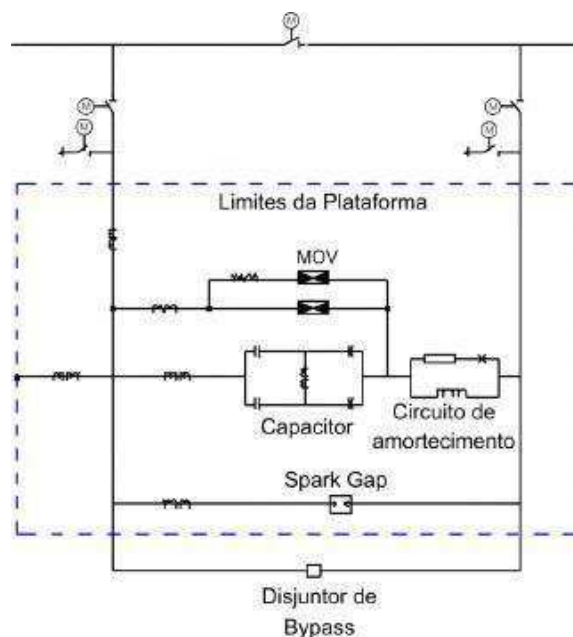 M
M
M
M
M
Limites da Plataforma
MOV
Capacitor
Circuito de
amortecimento
Spark Gap
Disjuntor de
Bypass